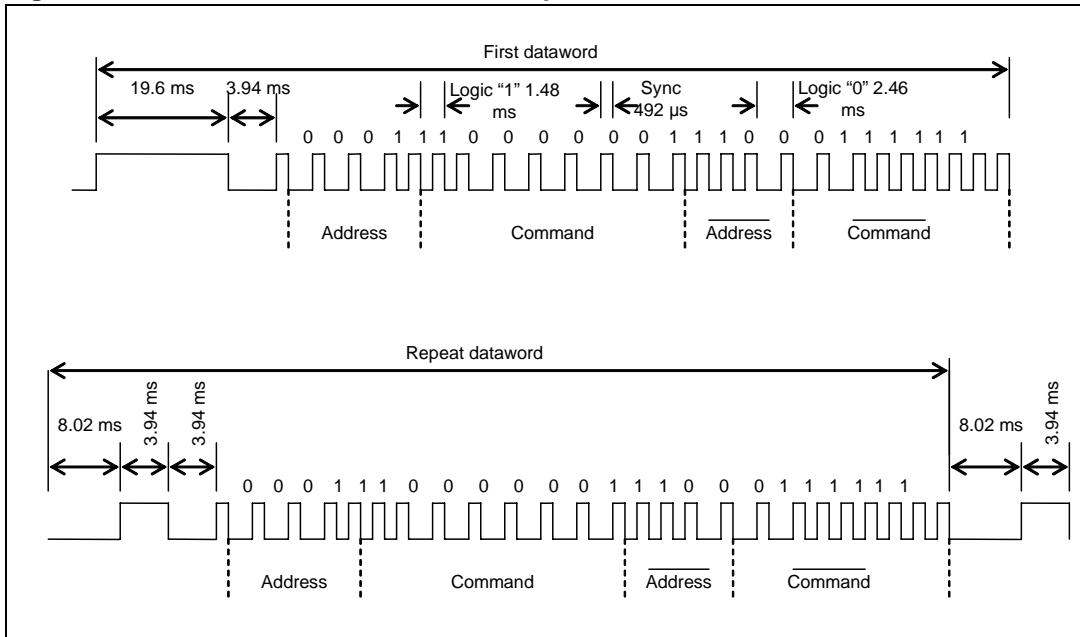 First dataword
19.6 ms 3.94 ms Logic “1” 1.48 ms Sync 492 µs Logic “0” 2.46 ms
0 0 0 1 1 1 0 0 0 0 0 0 1 1 1 0 0 0 1 1 1 1 1 1
Address Command Address Command
Repeat dataword
8.02 ms 3.94 ms 3.94 ms 8.02 ms 3.94 ms
0 0 0 1 1 1 0 0 0 0 0 0 1 1 1 0 0 0 1 1 1 1 1 1
Address Command Address Command